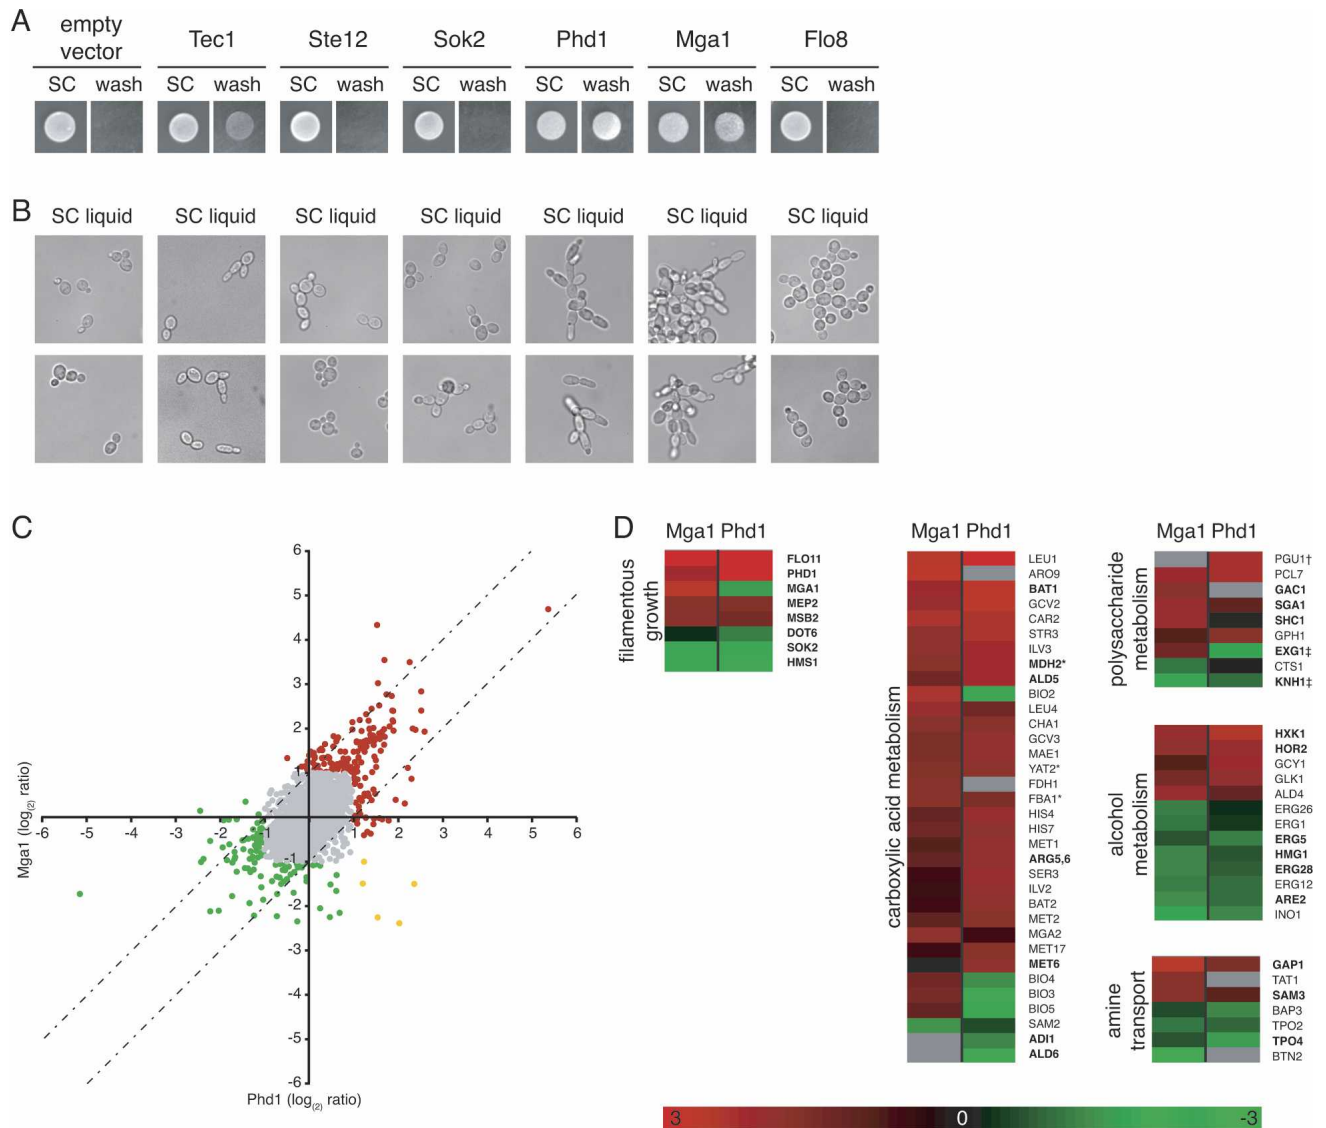 A
empty vector
Tec1
Ste12
Sok2
Phd1
Mga1
Flo8
SC wash SC wash SC wash SC wash SC wash SC wash SC wash
B
SC liquid SC liquid SC liquid SC liquid SC liquid SC liquid SC liquid
C
6
5
4
3
2
1
-6 -5 -4 -3 -2 -1 1 2 3 4 5 6
-1
-2
-3
-4
-5
-6
Mga1 (log(2) ratio)
Phd1 (log(2) ratio)
D
Mga1 Phd1
filamentous growth
FLO11
PHD1
MGA1
MEP2
MSB2
DOT6
SOK2
HMS1
Mga1 Phd1
carboxylic acid metabolism
LEU1
ARO9
BAT1
GCV2
CAR2
STR3
ILV3
MDH2*
ALD5
BIO2
LEU4
CHA1
GCV3
MAE1
YAT2*
FDH1
FBA1*
HIS4
HIS7
MET1
ARG5,6
SER3
ILV2
BAT2
MET2
MGA2
MET17
MET6
BIO4
BIO3
BIO5
SAM2
ADI1
ALD6
Mga1 Phd1
polysaccharide metabolism
PGU1†
PCL7
GAC1
SGA1
SHC1
GPH1
EXG1‡
CTS1
KNH1‡
alcohol metabolism
HXK1
HOR2
GCY1
GLK1
ALD4
ERG26
ERG1
ERG5
HMG1
ERG28
ERG12
ARE2
INO1
amine transport
GAP1
TAT1
SAM3
BAP3
TPO2
TPO4
BTN2
3 0 -3